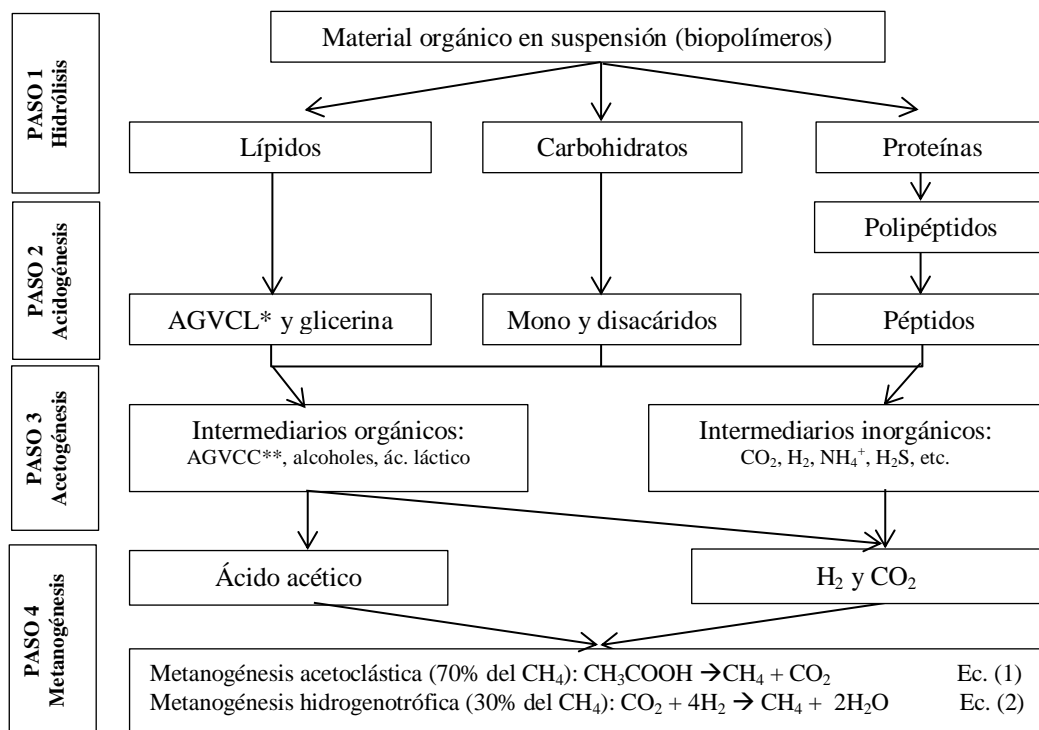 Material orgánico en suspensión (biopolímeros)
PASO 1
Hidrólisis
Lípidos
Carbohidratos
Proteínas
Polipéptidos
PASO 2
Acidogénesis
AGVCL* y glicerina
Mono y disacáridos
Péptidos
PASO 3
Acetogénesis
Intermediarios orgánicos:
AGVCC**, alcoholes, ác. láctico
Intermediarios inorgánicos:
CO₂, H₂, NH₄⁺, H₂S, etc.
PASO 4
Metanogénesis
Ácido acético
H₂ y CO₂
Metanogénesis acetoclástica (70% del CH₄): CH₃COOH →CH₄ + CO₂ Ec. (1)
Metanogénesis hidrogenotrófica (30% del CH₄): CO₂ + 4H₂ → CH₄ + 2H₂O Ec. (2)